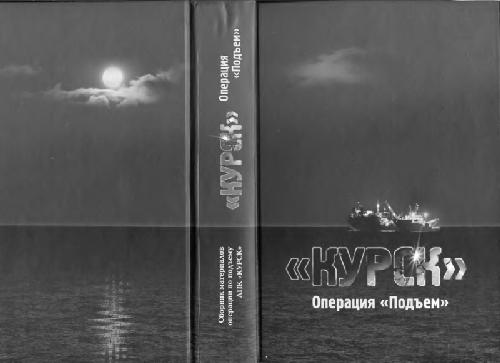 Операция
«Подъем»
«КУРСК»
Сборник материалов
операции по подъему
АПК «КУРСК»
«КУРСК»
Операция «Подъем»